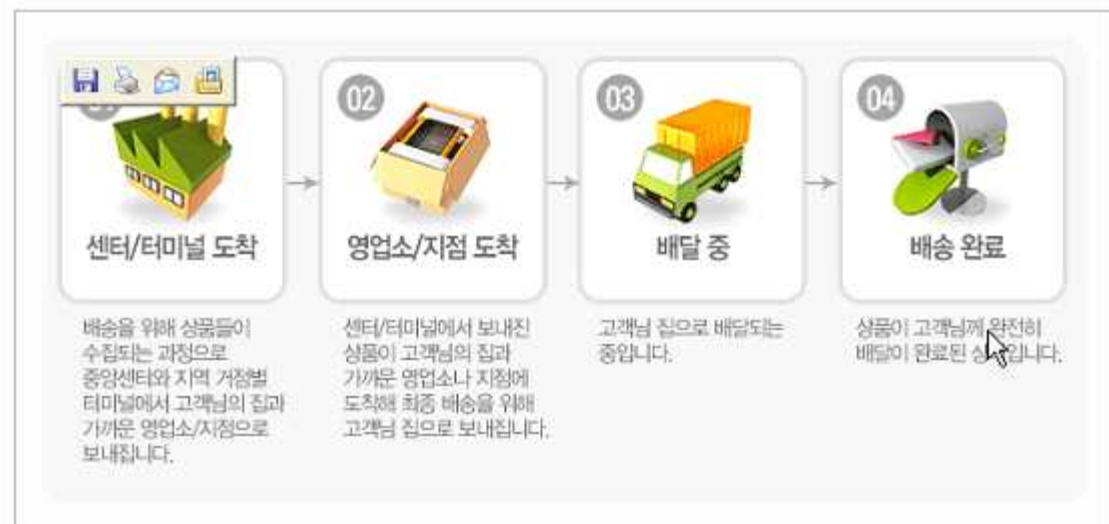 02
03
04
센터/터미널 도착
영업소/지점 도착
배달 중
배송 완료
배송을 위해 상품들이
수집되는 과정으로
중앙센터와 지역 거점별
터미널에서 고객님의 집과
가까운 영업소/지점으로
보내집니다.
센터/터미널에서 보내진
상품이 고객님의 집과
가까운 영업소나 지점에
도착해 최종 배송을 위해
고객님 집으로 보내집니다.
고객님 집으로 배달되는
중입니다.
상품이 고객님께 완전히
배달이 완료된